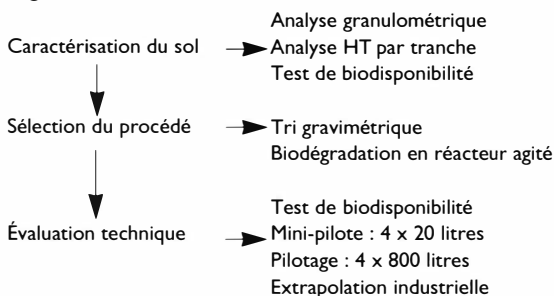 Analyse granulométrique
Caractérisation du sol
Analyse HT par tranche
Test de biodisponibilité
Sélection du procédé
Tri gravimétrique
Biodégradation en réacteur agité
Test de biodisponibilité
Évaluation technique
Mini-pilote : 4 x 20 litres
Pilotage : 4 x 800 litres
Extrapolation industrielle